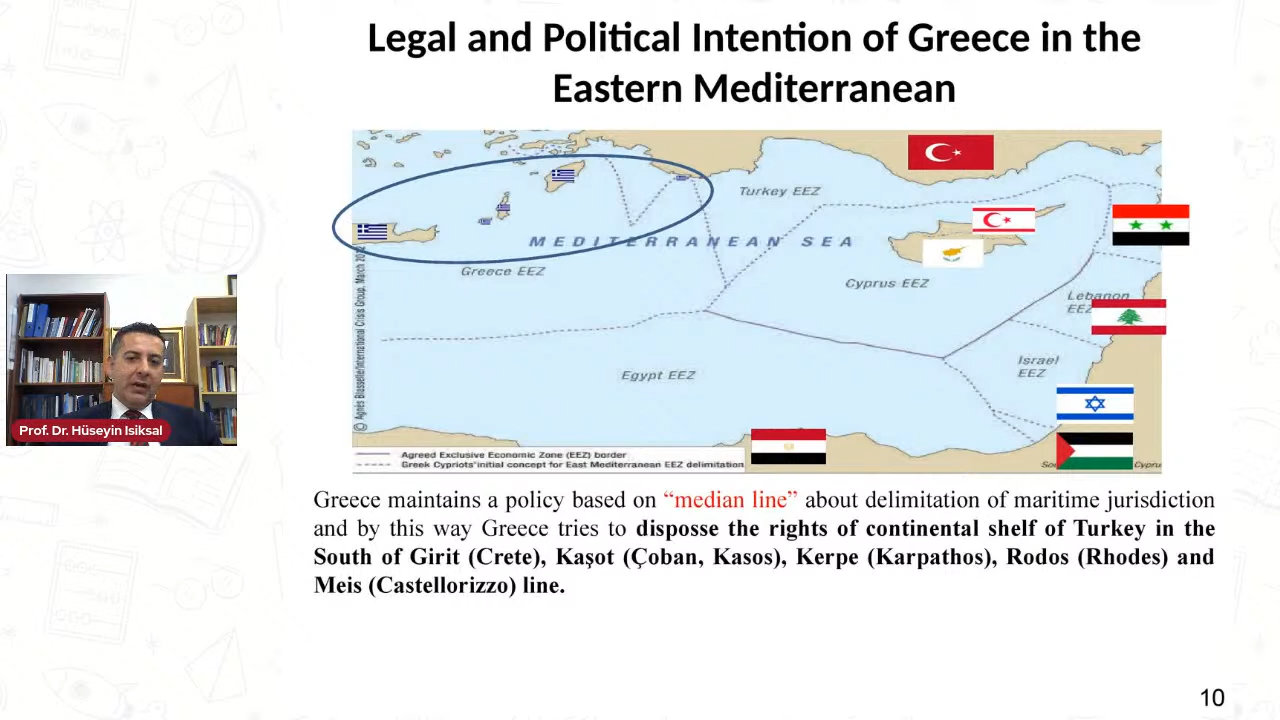 Legal and Political Intention of Greece in the
Eastern Mediterranean
Turkey EEZ
MEDITERRANEAN SEA
Greece EEZ
Cyprus EEZ
Lebanon
EEZ
Israel
EEZ
Egypt EEZ
Agreed Exclusive Economic Zone (EEZ) border
Greek Cypriots'initial concept for East Mediterranean EEZ delimitation
Prof. Dr. Hüseyin Isiksal
Greece maintains a policy based on “median line” about delimitation of maritime jurisdiction
and by this way Greece tries to disposse the rights of continental shelf of Turkey in the
South of Girit (Crete), Kaşot (Çoban, Kasos), Kerpe (Karpathos), Rodos (Rhodes) and
Meis (Castellorizzo) line.
10